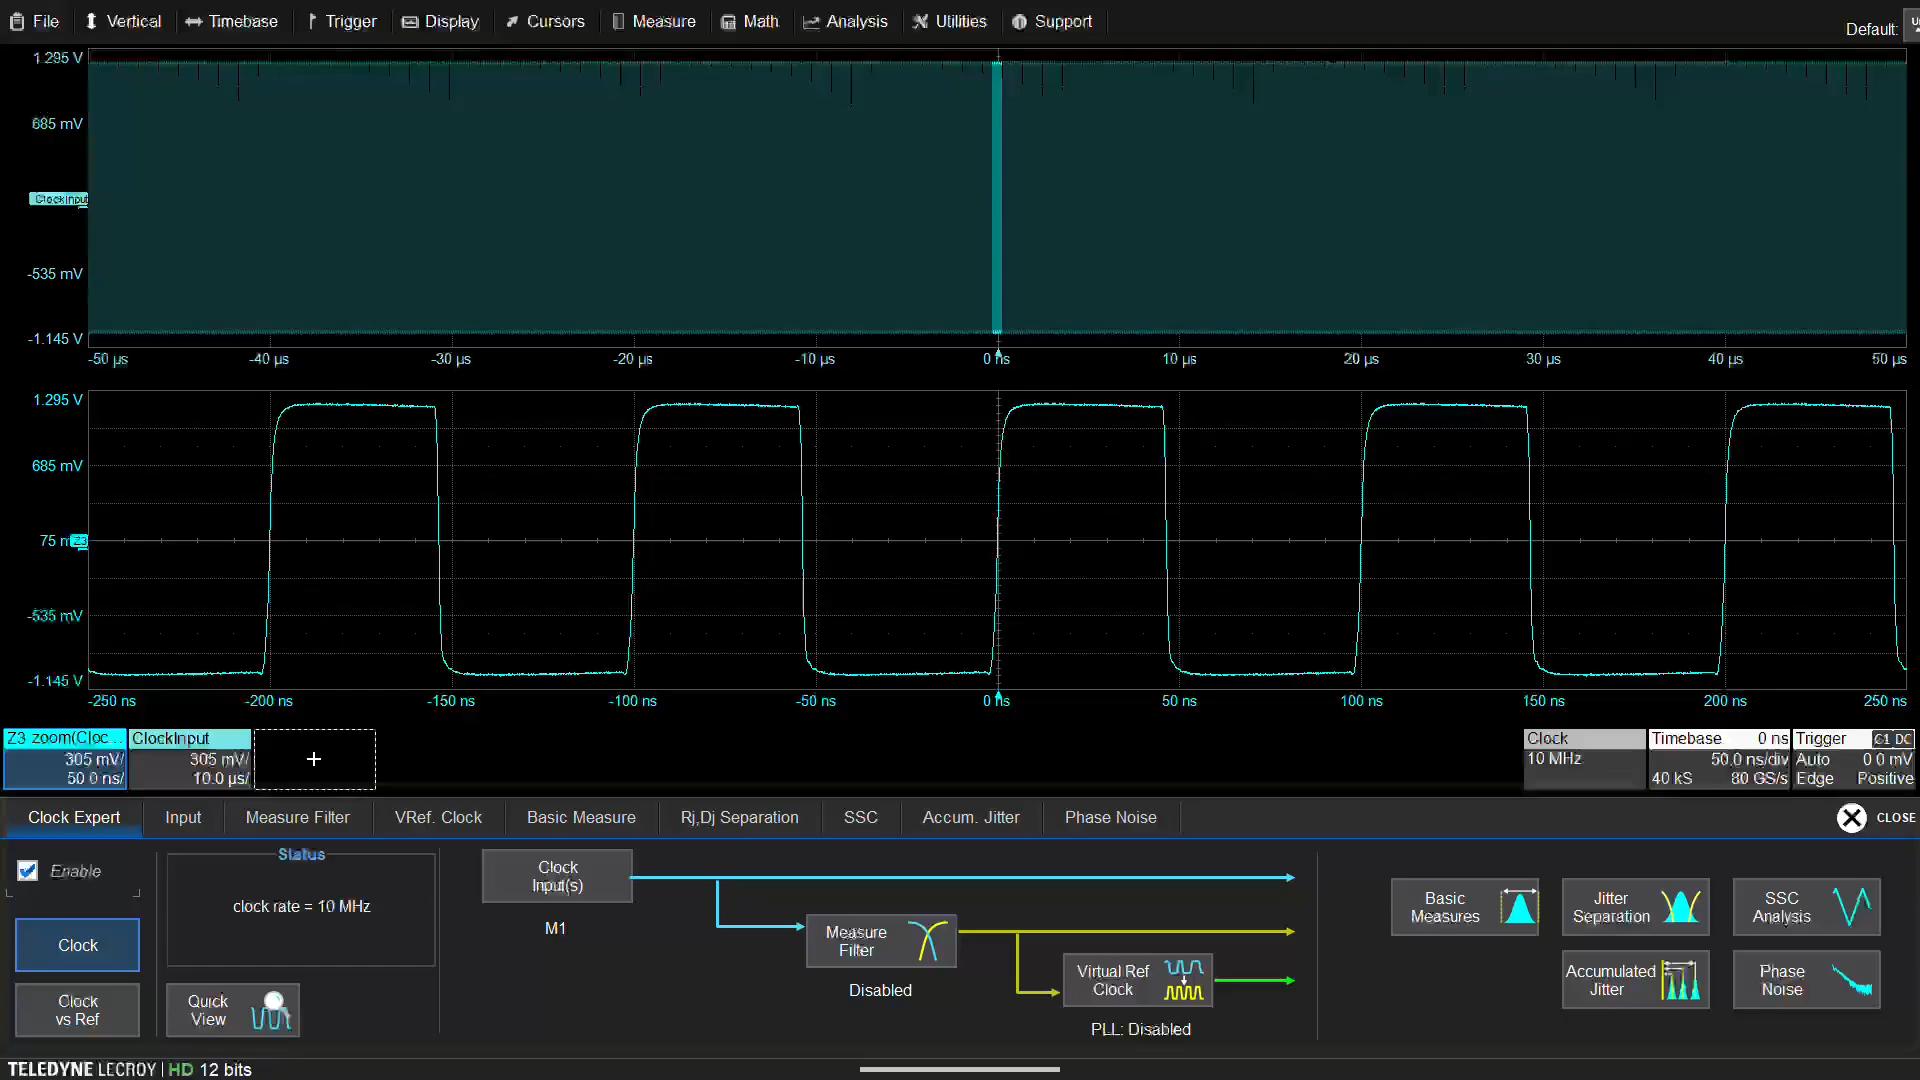 File
Vertical
Timebase
Trigger
Display
Cursors
Measure
Math
Analysis
Utilities
Support
Default:
1.295 V
685 mV
ClockInput
-535 mV
-1.145 V
-50 µs
-40 µs
-30 µs
-20 µs
-10 µs
0 ns
10 µs
20 µs
30 µs
40 µs
50 µs
1.295 V
685 mV
75 m
Z3
-535 mV
-1.145 V
-250 ns
-200 ns
-150 ns
-100 ns
-50 ns
0 ns
50 ns
100 ns
150 ns
200 ns
250 ns
Z3 zoom(Cloc...
305 mV/
50.0 ns/
ClockInput
305 mV/
10.0 µs/
+
Clock
10 MHz
Timebase 0 ns
50.0 ns/div
40 kS 80 GS/s
Trigger C1 DC
Auto 0.0 mV
Edge Positive
Clock Expert
Input
Measure Filter
VRef. Clock
Basic Measure
Rj,Dj Separation
SSC
Accum. Jitter
Phase Noise
CLOSE
Enable
Clock
Clock
vs Ref
Status
clock rate = 10 MHz
Quick
View
Clock
Input(s)
M1
Measure
Filter
Disabled
Virtual Ref
Clock
PLL: Disabled
Basic
Measures
Jitter
Separation
SSC
Analysis
Accumulated
Jitter
Phase
Noise
TELEDYNE LECROY | HD 12 bits